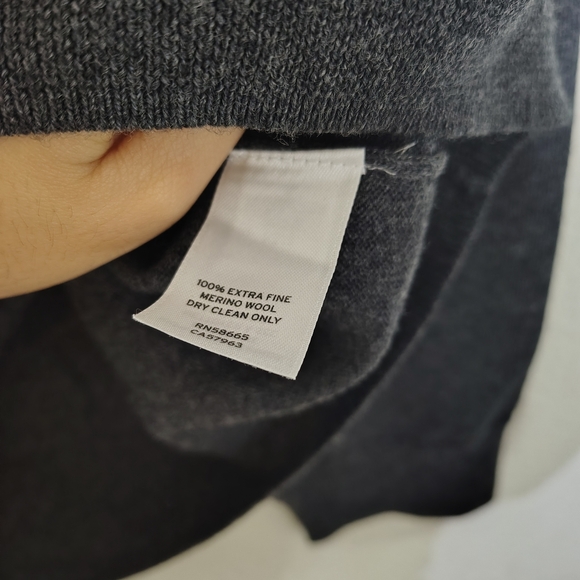 100% EXTRA FINE
MERINO WOOL
DRY CLEAN ONLY
RN58665
CA57963